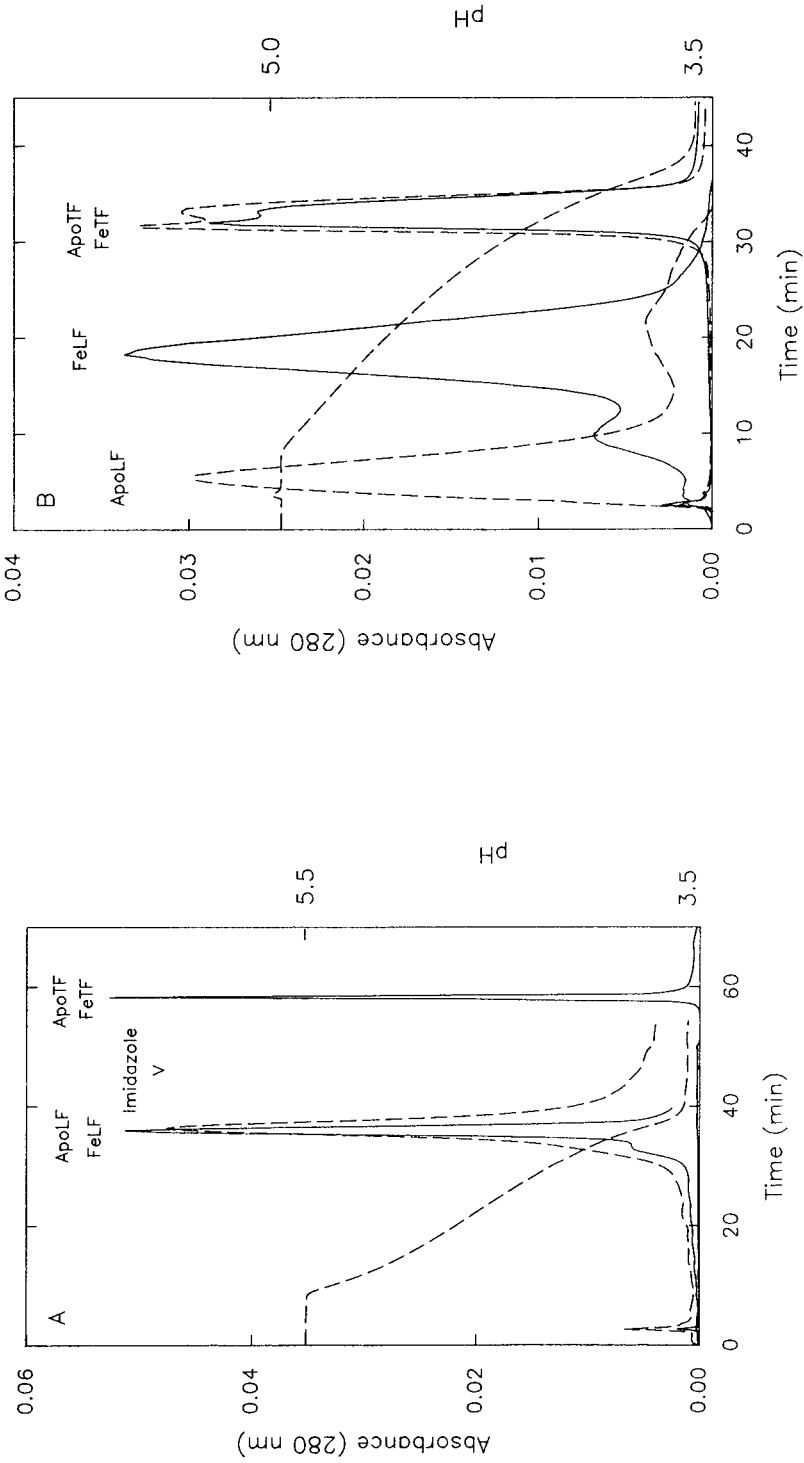 A
0.06
0.04
0.02
0.00
Absorbance (280 nm)
ApoLF
FeLF
Imidazole
V
ApoTF
FeTF
5.5
3.5
pH
0
20
40
60
Time (min)
B
0.04
0.03
0.02
0.01
0.00
Absorbance (280 nm)
ApoLF
FeLF
ApoTF
FeTF
5.0
3.5
pH
0
10
20
30
40
Time (min)